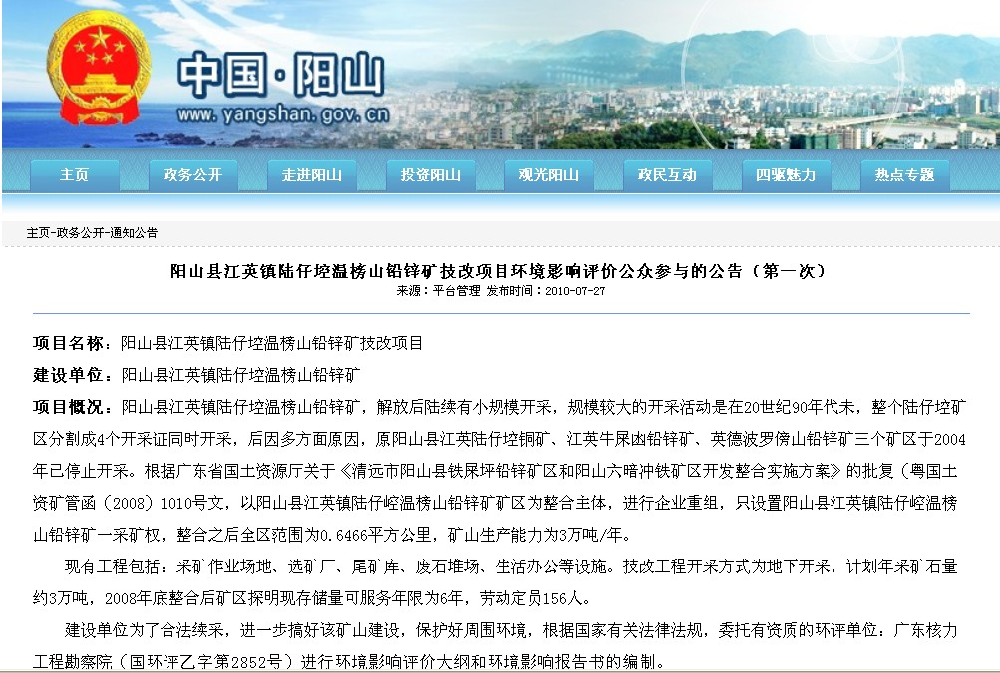 中国·阳山
www.yangshan.gov.cn
主页 政务公开 走进阳山 投资阳山 观光阳山 政民互动 四驱魅力 热点专题
主页-政务公开-通知公告
阳山县江英镇陆仔埪温榜山铅锌矿技改项目环境影响评价公众参与的公告（第一次）
来源：平台管理 发布时间：2010-07-27
项目名称：阳山县江英镇陆仔埪温榜山铅锌矿技改项目
建设单位：阳山县江英镇陆仔埪温榜山铅锌矿
项目概况：阳山县江英镇陆仔埪温榜山铅锌矿，解放后陆续有小规模开采，规模较大的开采活动是在20世纪90年代未，整个陆仔埪矿
区分割成4个开采证同时开采，后因多方面原因，原阳山县江英陆仔埪铜矿、江英牛屎凼铅锌矿、英德波罗傍山铅锌矿三个矿区于2004
年已停止开采。根据广东省国土资源厅关于《清远市阳山县铁屎坪铅锌矿区和阳山六暗冲铁矿区开发整合实施方案》的批复（粤国土
资矿管函（2008）1010号文，以阳山县江英镇陆仔崆温榜山铅锌矿矿区为整合主体，进行企业重组，只设置阳山县江英镇陆仔崆温榜
山铅锌矿一采矿权，整合之后全区范围为0.6466平方公里，矿山生产能力为3万吨/年。
现有工程包括：采矿作业场地、选矿厂、尾矿库、废石堆场、生活办公等设施。技改工程开采方式为地下开采，计划年采矿石量
约3万吨，2008年底整合后矿区探明现存储量可服务年限为6年，劳动定员156人。
建设单位为了合法续采，进一步搞好该矿山建设，保护好周围环境，根据国家有关法律法规，委托有资质的环评单位：广东核力
工程勘察院（国环评乙字第2852号）进行环境影响评价大纲和环境影响报告书的编制。